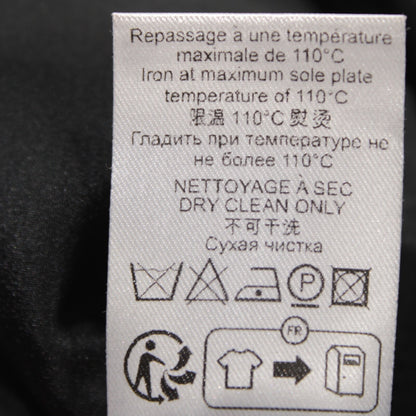 Repassage à une température
maximale de 110°C
Iron at maximum sole plate
temperature of 110°C
限温 110°C 熨烫
Гладить при температуре не
не более 110°C
NETTOYAGE À SEC
DRY CLEAN ONLY
不可干洗
Сухая чистка
P
FR